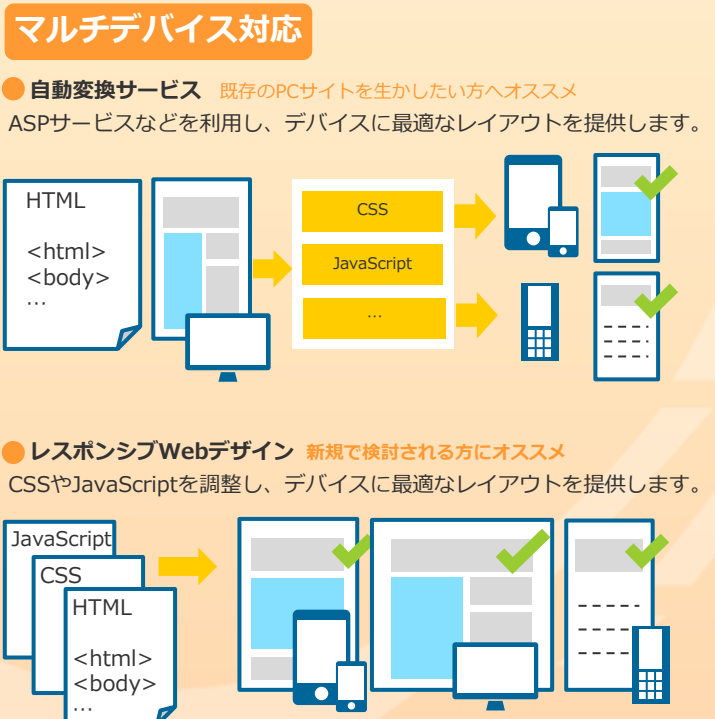 マルチデバイス対応
自動変換サービス 既存のPCサイトを生かしたい方へオススメ
ASPサービスなどを利用し、デバイスに最適なレイアウトを提供します。
HTML
<html>
<body>
…
CSS
JavaScript
…
レスポンシブWebデザイン 新規で検討される方にオススメ
CSSやJavaScriptを調整し、デバイスに最適なレイアウトを提供します。
JavaScript
CSS
HTML
<html>
<body>
…